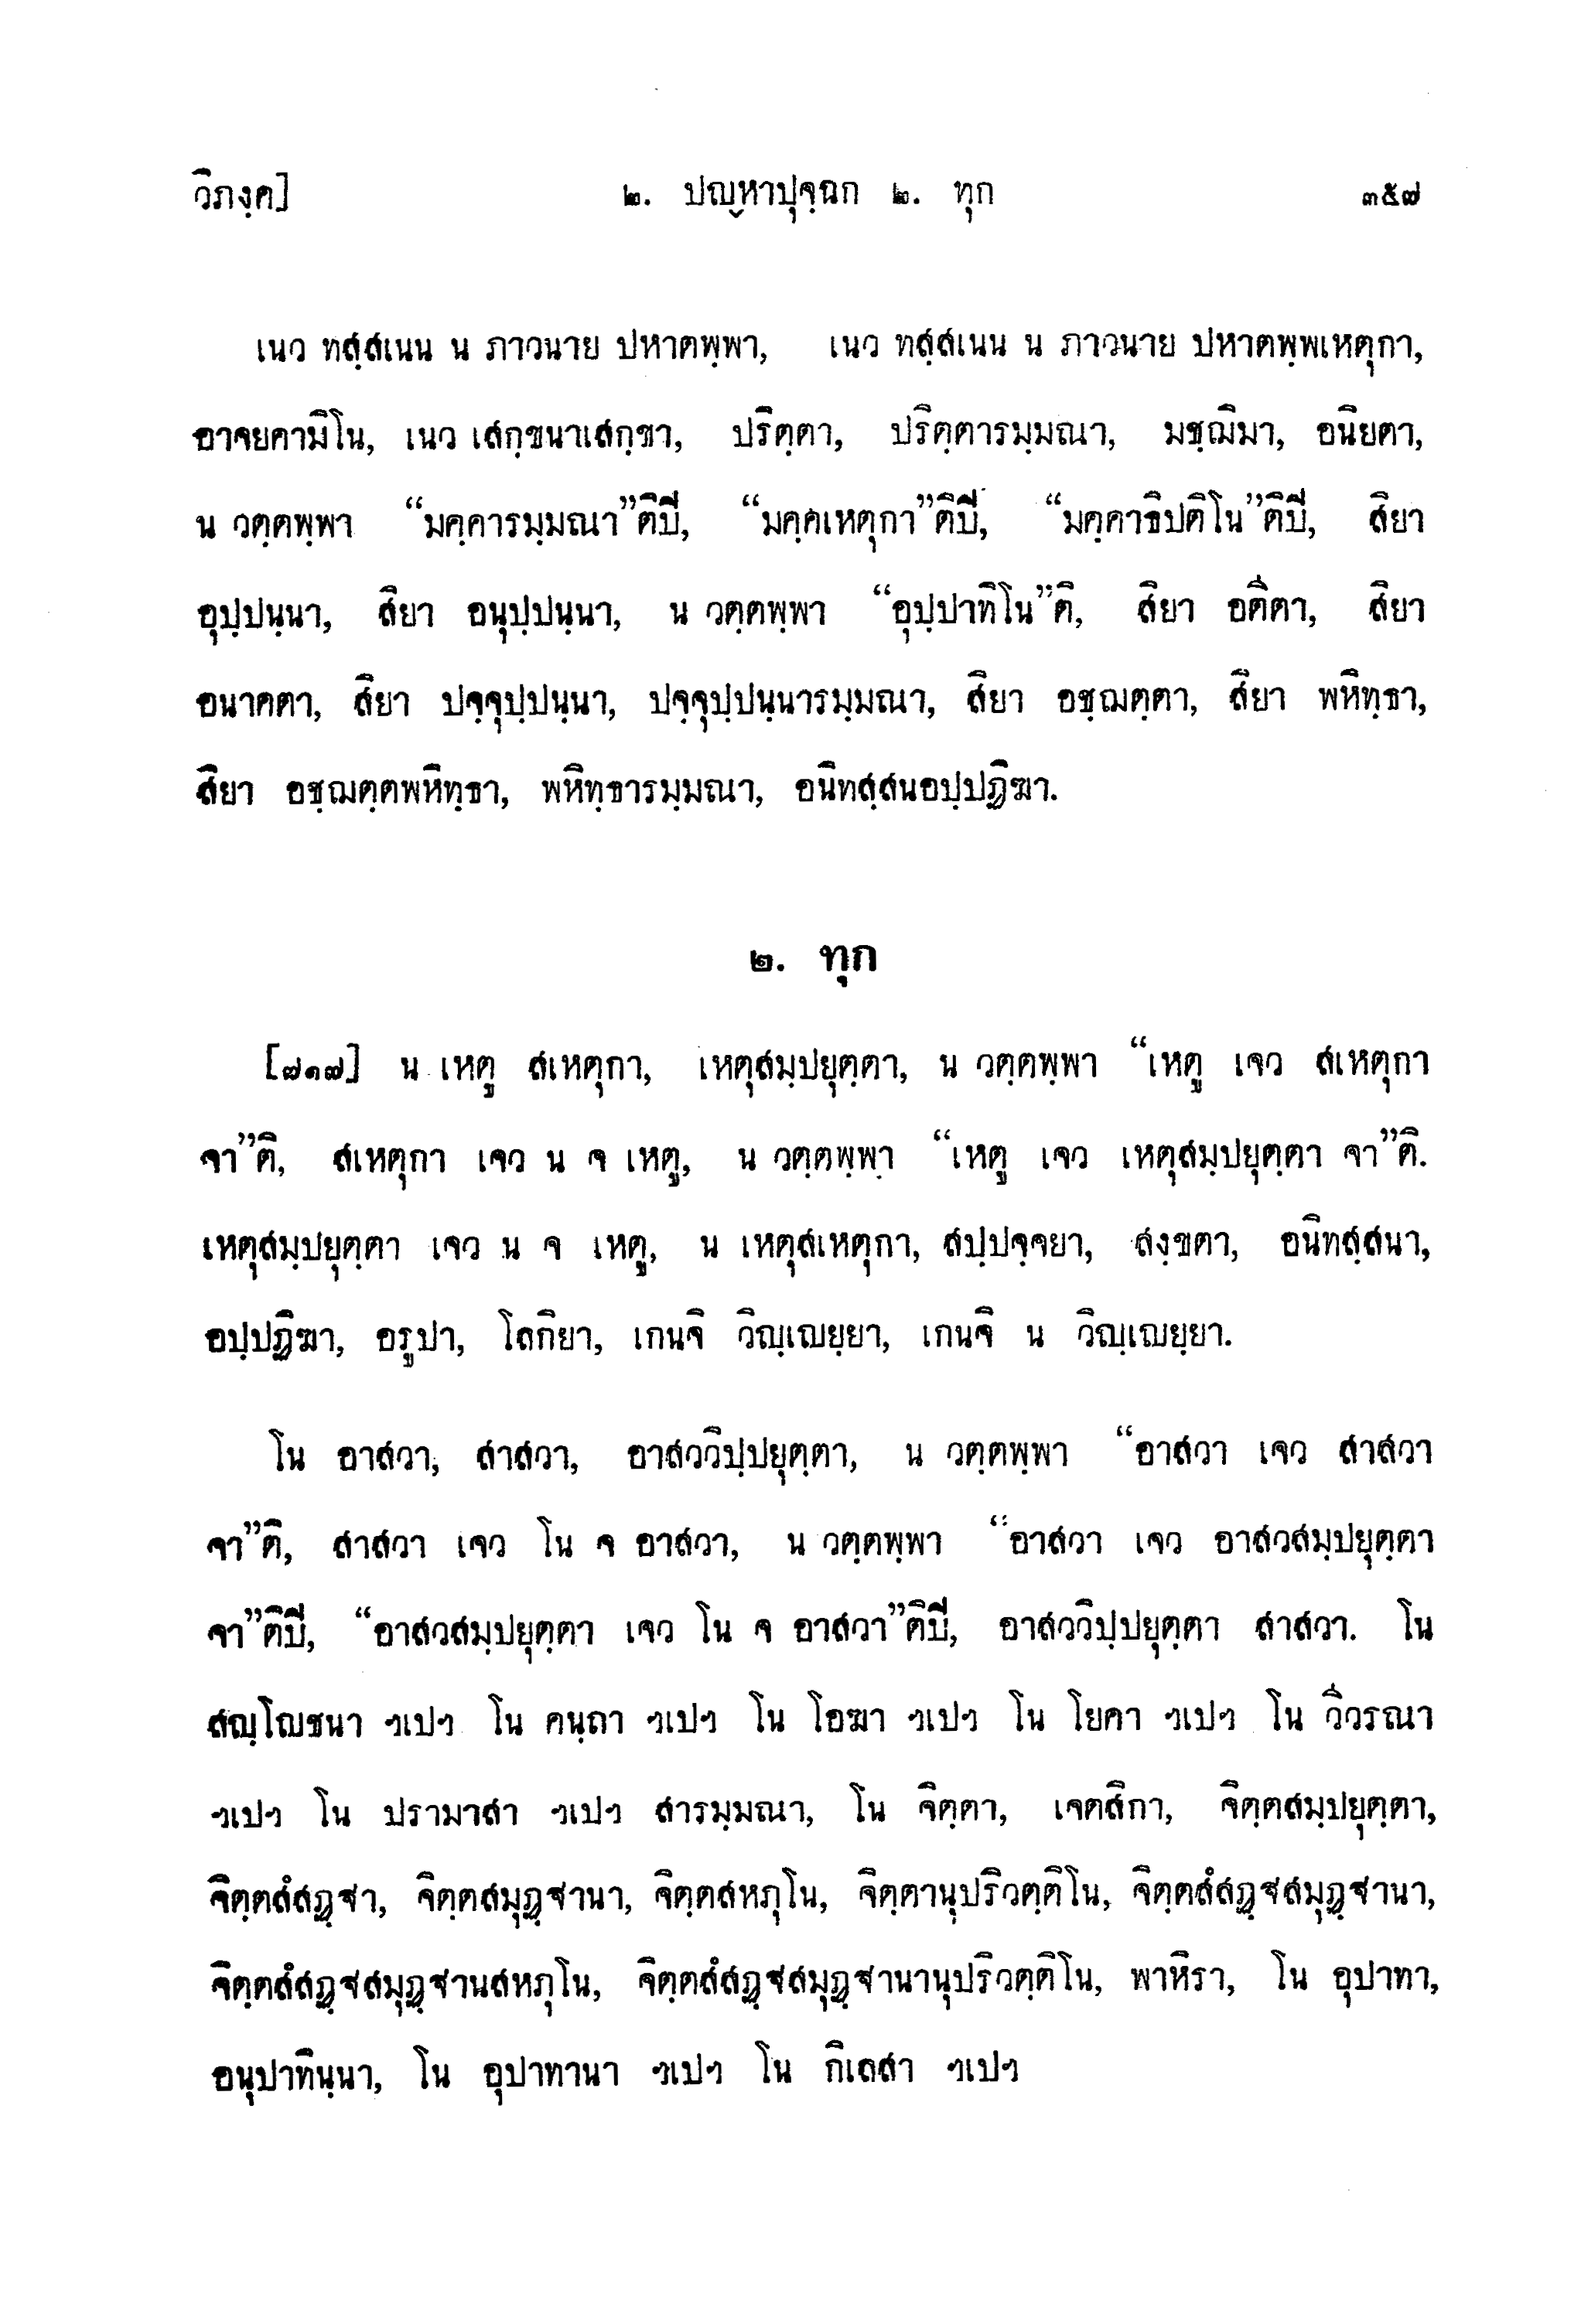 วิภงฺค]	๒. ปญฺหาปุจฺฉก ๒. ทุก	๓๕๗
เนว ทสฺสเนน น ภาวนาย ปหาตพฺพา, เนว ทสฺสเนน น ภาวนาย ปหาตพฺพเหตุกา,
อาจยคามิโน, เนว เสกฺขนาเสกฺขา, ปริตฺตา, ปริตฺตารมฺมณา, มชฺฌิมา, อนิยตา,
น วตฺตพฺพา “มคฺคารมฺมณา”ติปี, “มคฺคเหตุกา”ติปี, “มคฺคาธิปติโน”ติปี, สิยา
อุปฺปนฺนา, สิยา อนุปฺปนฺนา, น วตฺตพฺพา “อุปฺปาทิโน”ติ, สิยา อตีตา, สิยา
อนาคตา, สิยา ปจฺจุปฺปนฺนา, ปจฺจุปฺปนฺนารมฺมณา, สิยา อชฺฌตฺตา, สิยา พหิทฺธา,
สิยา อชฺฌตฺตพหิทฺธา, พหิทฺธารมฺมณา, อนิทสฺสนอปฺปฏิฆา.
๒. ทุก
[๗๑๗] น เหตู สเหตุกา, เหตุสมฺปยุตฺตา, น วตฺตพฺพา “เหตู เจว สเหตุกา
จา”ติ, สเหตุกา เจว น จ เหตู, น วตฺตพฺพา “เหตู เจว เหตุสมฺปยุตฺตา จา”ติ.
เหตุสมฺปยุตฺตา เจว น จ เหตู, น เหตุสเหตุกา, สปฺปจฺจยา, สงฺขตา, อนิทสฺสนา,
อปฺปฏิฆา, อรูปา, โลกิยา, เกนจิ วิญฺเญยฺยา, เกนจิ น วิญฺเญยฺยา.
โน อาสวา, สาสวา, อาสววิปฺปยุตฺตา, น วตฺตพฺพา “อาสวา เจว สาสวา
จา”ติ, สาสวา เจว โน จ อาสวา, น วตฺตพฺพา “อาสวา เจว อาสวสมฺปยุตฺตา
จา”ติปี, “อาสวสมฺปยุตฺตา เจว โน จ อาสวา”ติปี, อาสววิปฺปยุตฺตา สาสวา. โน
สญฺโญชนา ฯเปฯ โน คนฺถา ฯเปฯ โน โอฆา ฯเปฯ โน โยคา ฯเปฯ โน วีวรณา
ฯเปฯ โน ปรามาสา ฯเปฯ สารมฺมณา, โน จิตฺตา, เจตสิกา, จิตฺตสมฺปยุตฺตา,
จิตฺตสํสฏฺฐา, จิตฺตสมุฏฺฐานา, จิตฺตสหภุโน, จิตฺตานุปริวตฺติโน, จิตฺตสํสฏฺฐสมุฏฺฐานา,
จิตฺตสํสฏฺฐสมุฏฺฐานสหภุโน, จิตฺตสํสฏฺฐสมุฏฺฐานานุปริวตฺติโน, พาหิรา, โน อุปาทา,
อนุปาทินฺนา, โน อุปาทานา ฯเปฯ โน กิเลสา ฯเปฯ